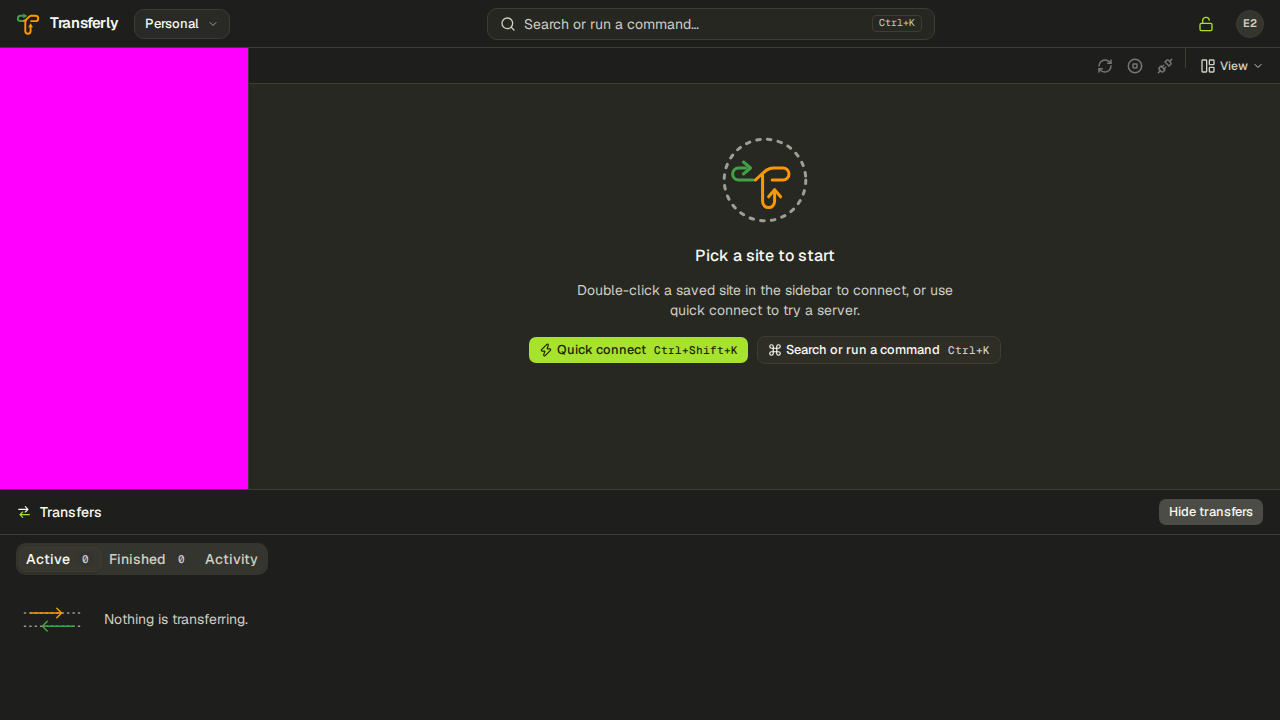 Transferly
Personal
Search or run a command...
Ctrl+K
E2
View
Pick a site to start
Double-click a saved site in the sidebar to connect, or use
quick connect to try a server.
Quick connect Ctrl+Shift+K
Search or run a command Ctrl+K
Transfers
Hide transfers
Active 0 Finished 0 Activity
Nothing is transferring.